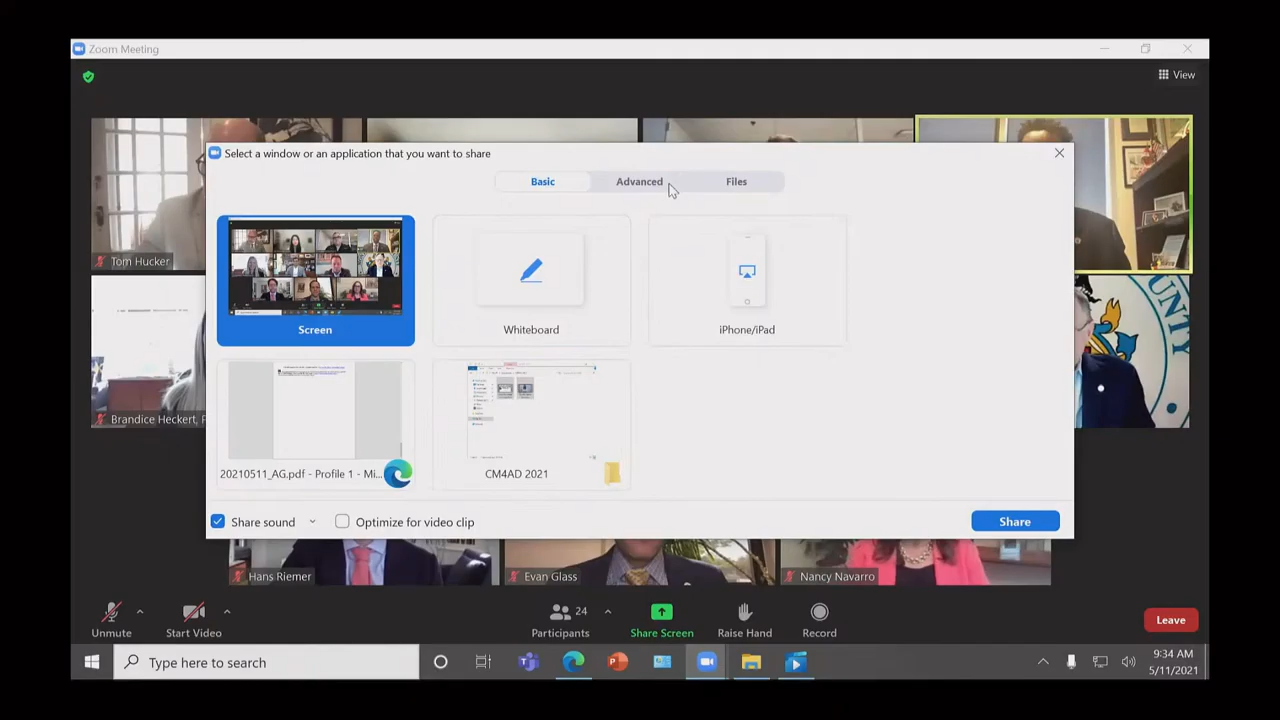 Zoom Meeting
View
Select a window or an application that you want to share
Basic
Advanced
Files
Screen
Whiteboard
iPhone/iPad
20210511_AG.pdf - Profile 1 - Mi...
CM4AD 2021
Share sound
Optimize for video clip
Share
Tom Hucker
Brandice Heckert,
OUNTY
Hans Riemer
Evan Glass
Nancy Navarro
Unmute
Start Video
24
Participants
Share Screen
Raise Hand
Record
Leave
Type here to search
9:34 AM
5/11/2021